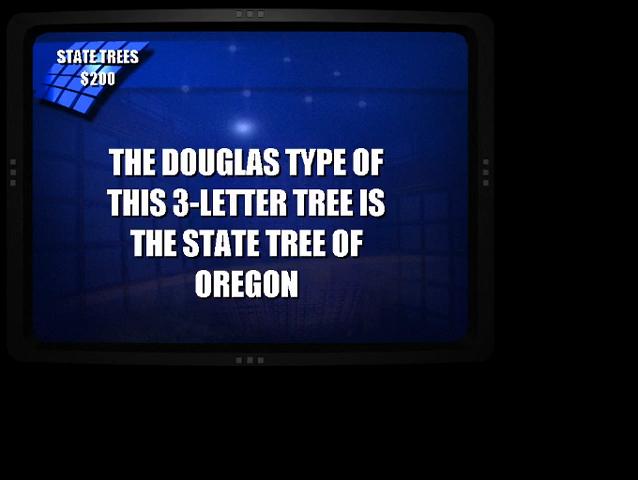 STATE TREES
$200
THE DOUGLAS TYPE OF
THIS 3-LETTER TREE IS
THE STATE TREE OF
OREGON